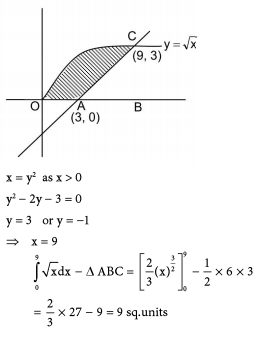 C
y = √x
(9, 3)
O A B
(3, 0)
x = y² as x > 0
y² – 2y – 3 = 0
y = 3 or y = –1
⇒ x = 9
∫₀⁹ √x dx – Δ ABC = [2/3 (x)^(3/2)]₀⁹ – 1/2 × 6 × 3
= 2/3 × 27 – 9 = 9 sq.units